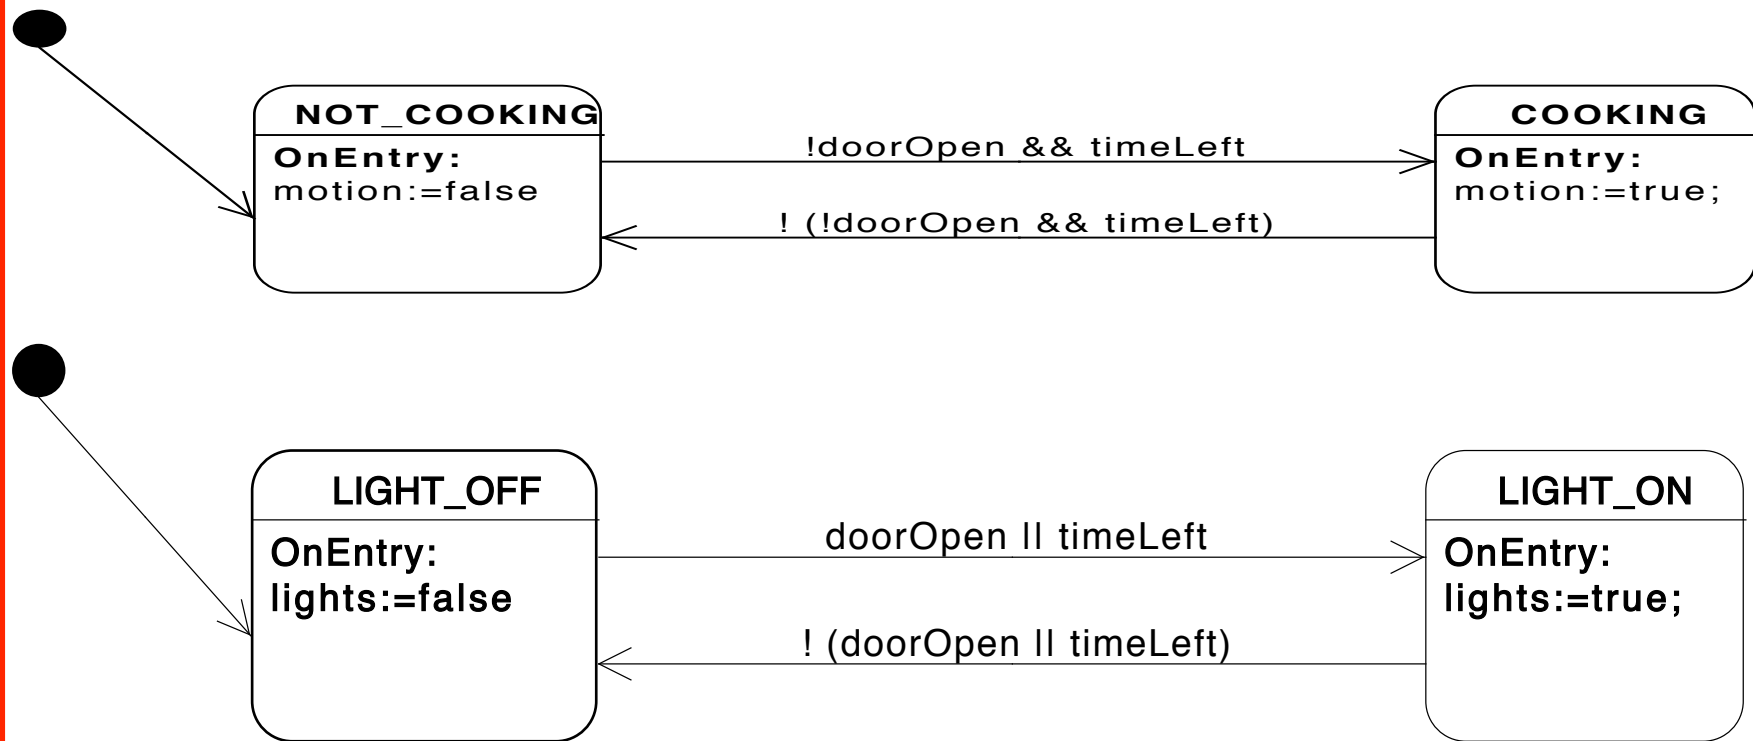 NOT_COOKING
OnEntry:
motion:=false
!doorOpen && timeLeft
! (!doorOpen && timeLeft)
COOKING
OnEntry:
motion:=true;
LIGHT_OFF
OnEntry:
lights:=false
doorOpen || timeLeft
! (doorOpen || timeLeft)
LIGHT_ON
OnEntry:
lights:=true;